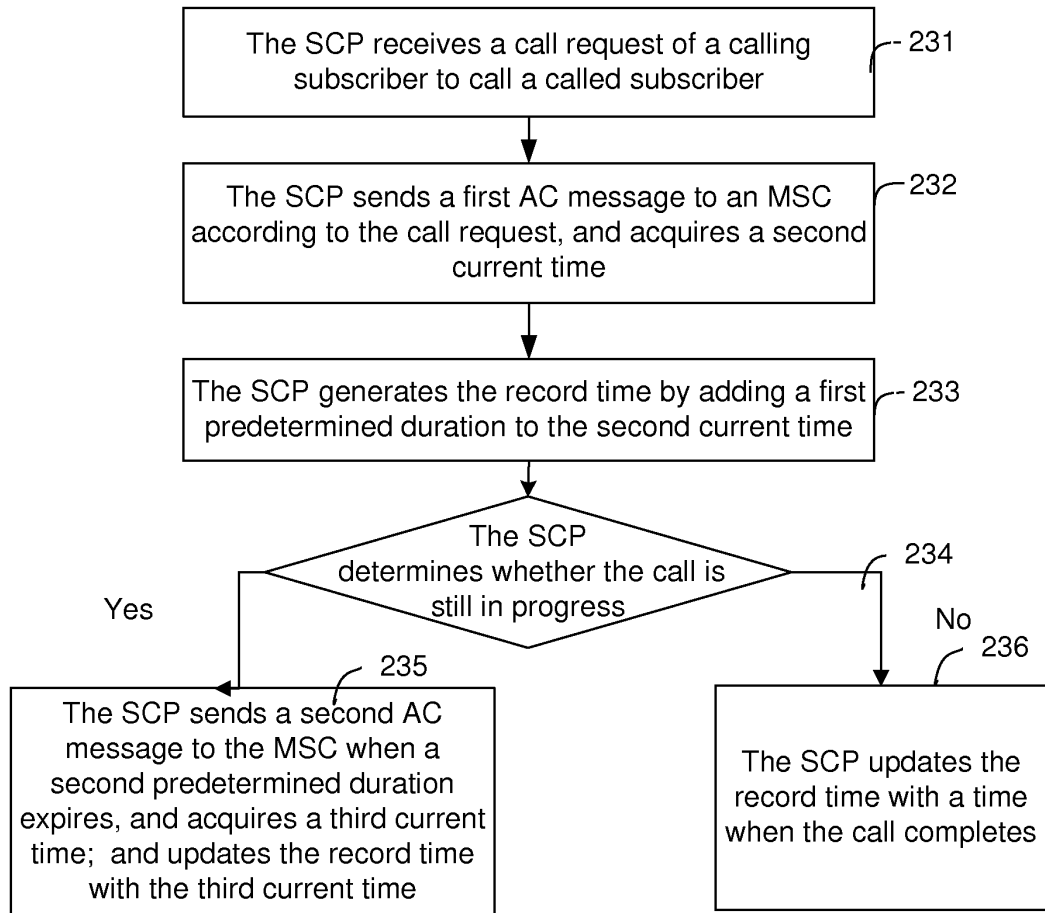 The SCP receives a call request of a calling
subscriber to call a called subscriber
231
The SCP sends a first AC message to an MSC
according to the call request, and acquires a second
current time
232
The SCP generates the record time by adding a first
predetermined duration to the second current time
233
The SCP
determines whether the call is
still in progress
234
Yes
No
235
The SCP sends a second AC
message to the MSC when a
second predetermined duration
expires, and acquires a third current
time; and updates the record time
with the third current time
236
The SCP updates the
record time with a time
when the call completes